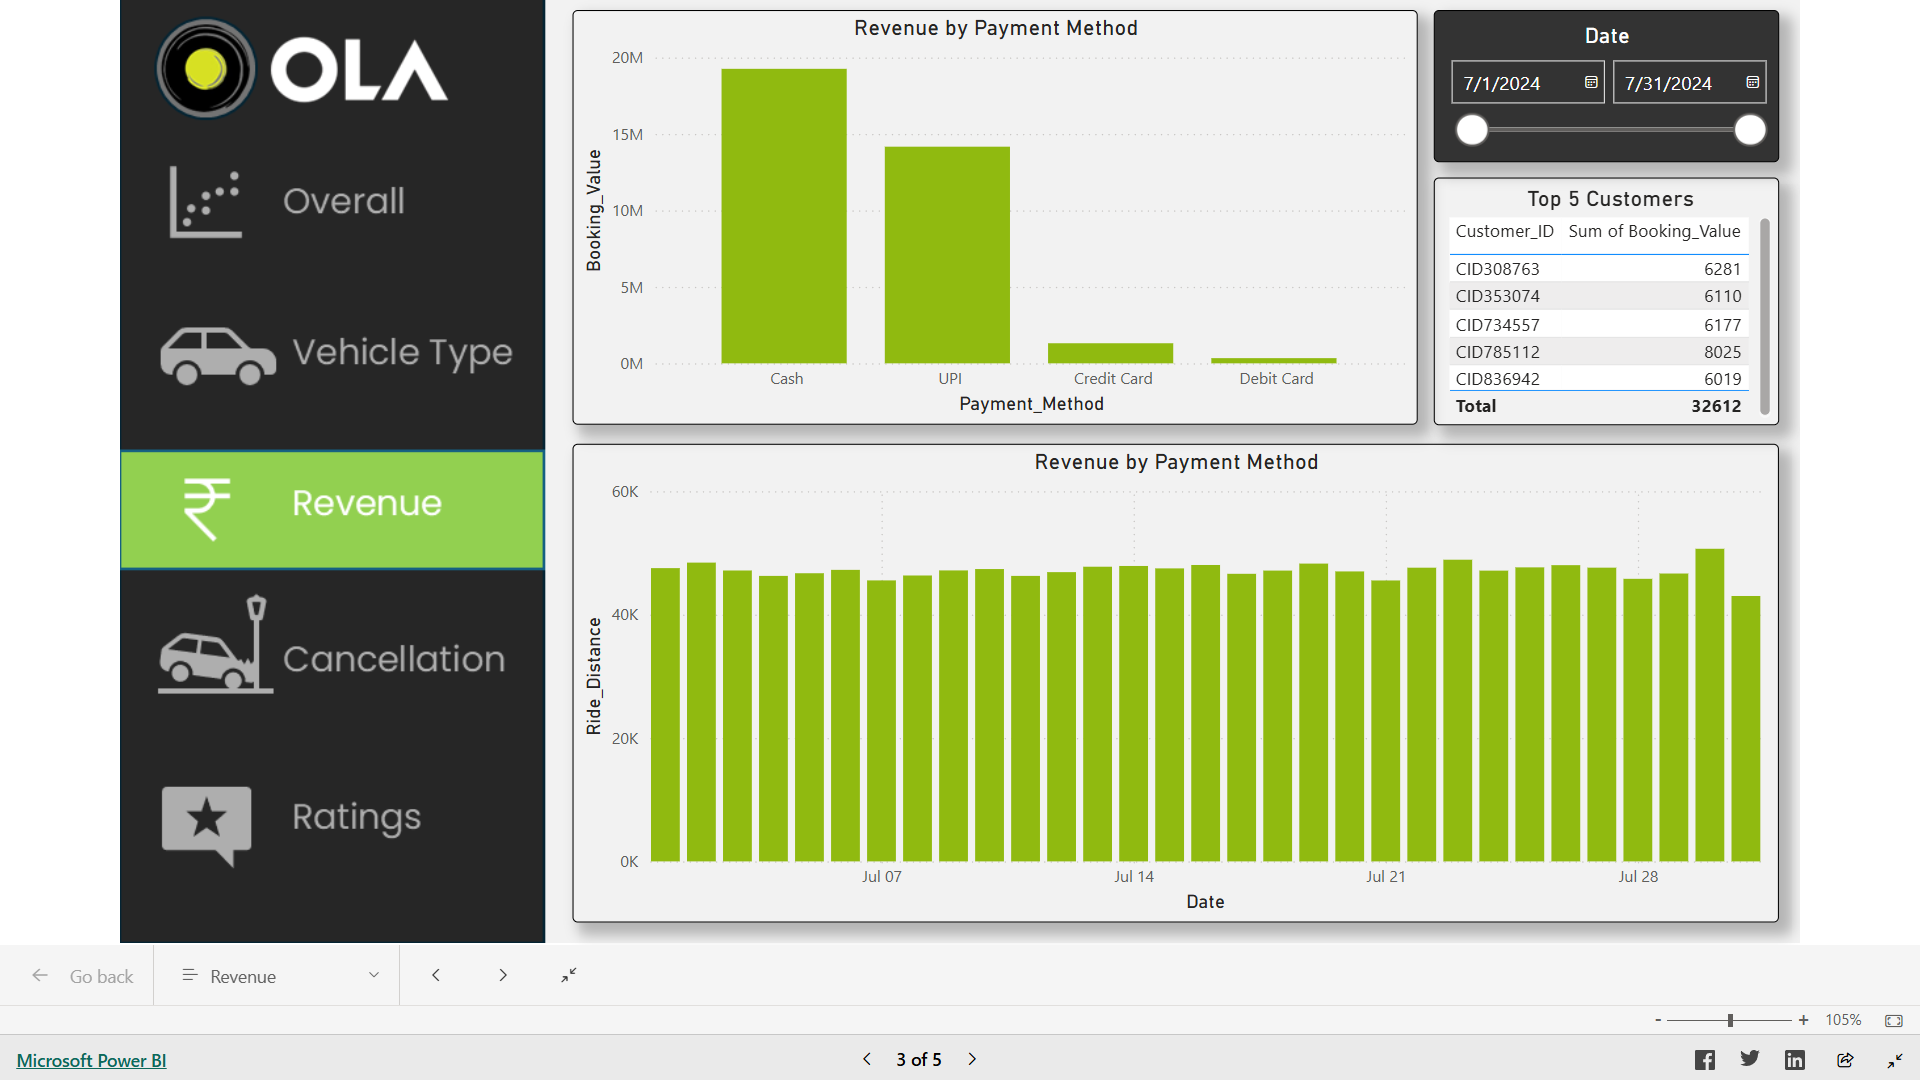 OLA
Overall
Vehicle Type
₹ Revenue
Cancellation
Ratings
Revenue by Payment Method
Booking_Value
20M
15M
10M
5M
0M
Cash UPI Credit Card Debit Card
Payment_Method
Date
7/1/2024 7/31/2024
Top 5 Customers
Customer_ID Sum of Booking_Value
CID308763 6281
CID353074 6110
CID734557 6177
CID785112 8025
CID836942 6019
Total 32612
Revenue by Payment Method
Ride_Distance
60K
40K
20K
0K
Jul 07 Jul 14 Jul 21 Jul 28
Date
Go back Revenue
- + 105%
Microsoft Power BI 3 of 5